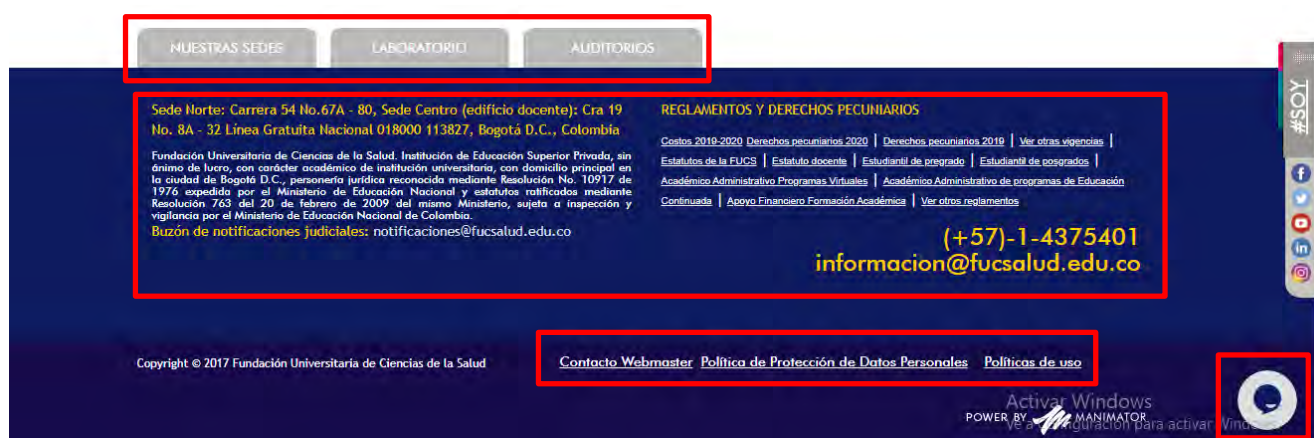 NUESTRAS SEDES
LABORATORIO
AUDITORIOS
#SOY
Sede Norte: Carrera 54 No.67A - 80, Sede Centro (edificio docente): Cra 19
No. 8A - 32 Línea Gratuita Nacional 018000 113827, Bogotá D.C., Colombia
Fundación Universitaria de Ciencias de la Salud. Institución de Educación Superior Privada, sin
ánimo de lucro, con carácter académico de institución universitaria, con domicilio principal en
la ciudad de Bogotá D.C., personería jurídica reconocida mediante Resolución No. 10917 de
1976 expedida por el Ministerio de Educación Nacional y estatutos ratificados mediante
Resolución 763 del 20 de febrero de 2009 del mismo Ministerio, sujeta a inspección y
vigilancia por el Ministerio de Educación Nacional de Colombia.
Buzón de notificaciones judiciales: notificaciones@fucsalud.edu.co
REGLAMENTOS Y DERECHOS PECUNIARIOS
Costos 2019-2020 Derechos pecuniarios 2020 | Derechos pecuniarios 2019 | Ver otras vigencias |
Estatutos de la FUCS | Estatuto docente | Estudiantil de pregrado | Estudiantil de posgrados |
Académico Administrativo Programas Virtuales | Académico Administrativo de programas de Educación
Continuada | Apoyo Financiero Formación Académica | Ver otros reglamentos
(+57)-1-4375401
informacion@fucsalud.edu.co
Copyright © 2017 Fundación Universitaria de Ciencias de la Salud
Contacto Webmaster Política de Protección de Datos Personales Políticas de uso
Activar Windows
POWER BY MANIMATOR
Ve a Configuración para activar Windows.